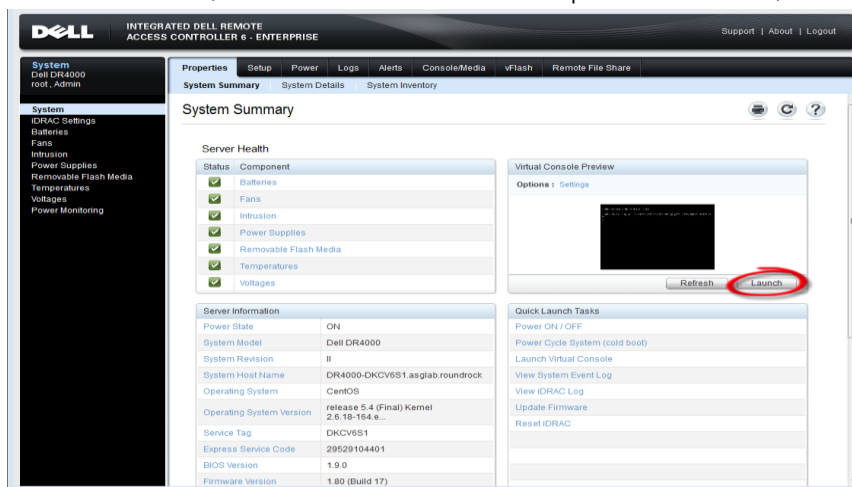 DELL
INTEGRATED DELL REMOTE
ACCESS CONTROLLER 6 - ENTERPRISE
Support | About | Logout
System
Dell DR4000
root , Admin
Properties Setup Power Logs Alerts Console/Media vFlash Remote File Share
System Summary System Details System Inventory
System
iDRAC Settings
Batteries
Fans
Intrusion
Power Supplies
Removable Flash Media
Temperatures
Voltages
Power Monitoring
System Summary
Server Health
Status Component
Batteries
Fans
Intrusion
Power Supplies
Removable Flash Media
Temperatures
Voltages
Virtual Console Preview
Options : Settings
Refresh Launch
Server Information
Power State ON
System Model Dell DR4000
System Revision II
System Host Name DR4000-DKCV6S1.asglab.roundrock
Operating System CentOS
Operating System Version release 5.4 (Final) Kernel
2.6.18-164.e...
Service Tag DKCV6S1
Express Service Code 29529104401
BIOS Version 1.9.0
Firmware Version 1.80 (Build 17)
Quick Launch Tasks
Power ON / OFF
Power Cycle System (cold boot)
Launch Virtual Console
View System Event Log
View iDRAC Log
Update Firmware
Reset iDRAC